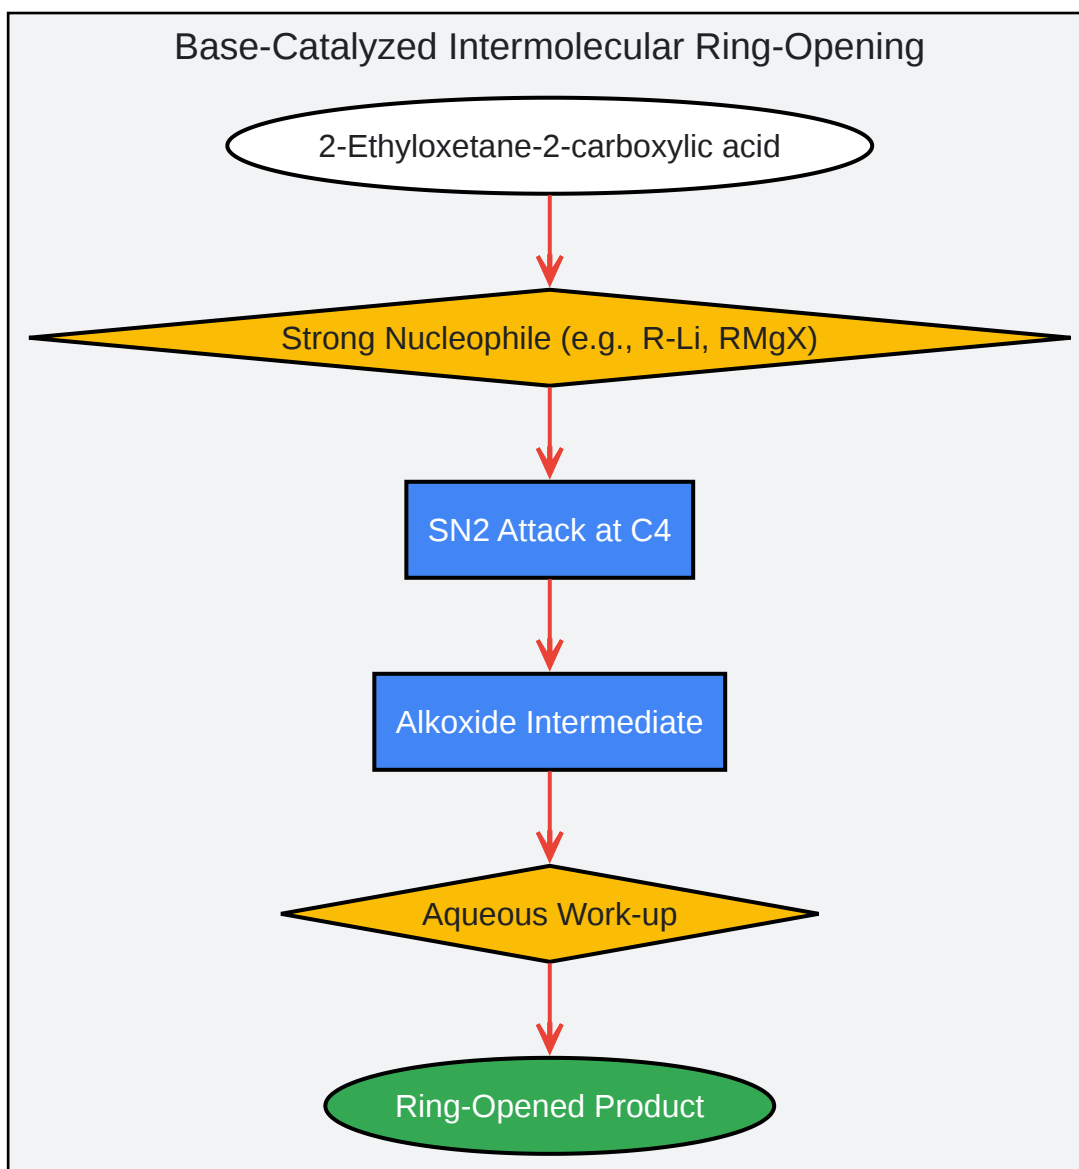 Base-Catalyzed Intermolecular Ring-Opening
2-Ethyloxetane-2-carboxylic acid
Strong Nucleophile (e.g., R-Li, RMgX)
SN2 Attack at C4
Alkoxide Intermediate
Aqueous Work-up
Ring-Opened Product